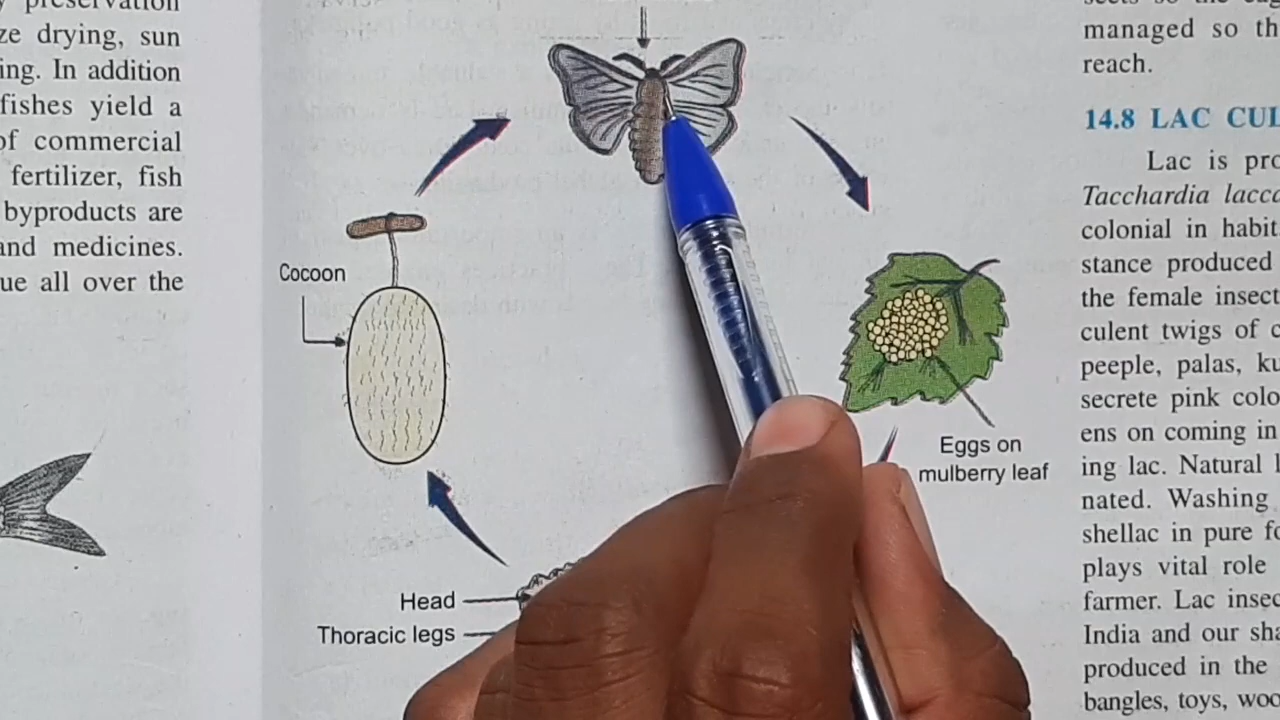 ze drying, sun
ing. In addition
fishes yield a
of commercial
fertilizer, fish
byproducts are
and medicines.
ue all over the
Cocoon
Eggs on
mulberry leaf
Head
Thoracic legs
managed so th
reach.
14.8 LAC CUL
Lac is pro
Tacchardia lacca
colonial in habit
stance produced
the female insect
culent twigs of c
peeple, palas, ku
secrete pink colo
ens on coming in
ing lac. Natural l
nated. Washing
shellac in pure fo
plays vital role
farmer. Lac insec
India and our sha
produced in the
bangles, toys, woo